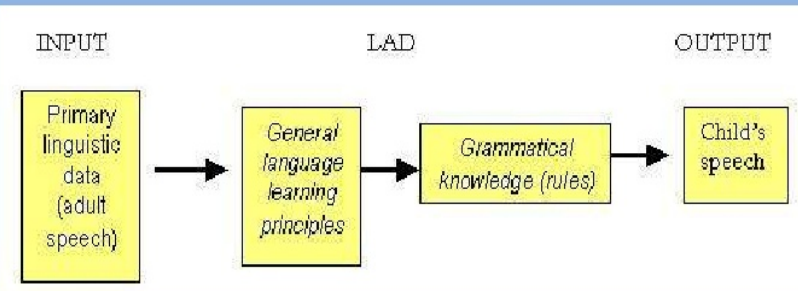 INPUT
LAD
OUTPUT
Primary
linguistic
data
(adult
speech)
General
language
learning
principles
Grammatical
knowledge (rules)
Child's
speech